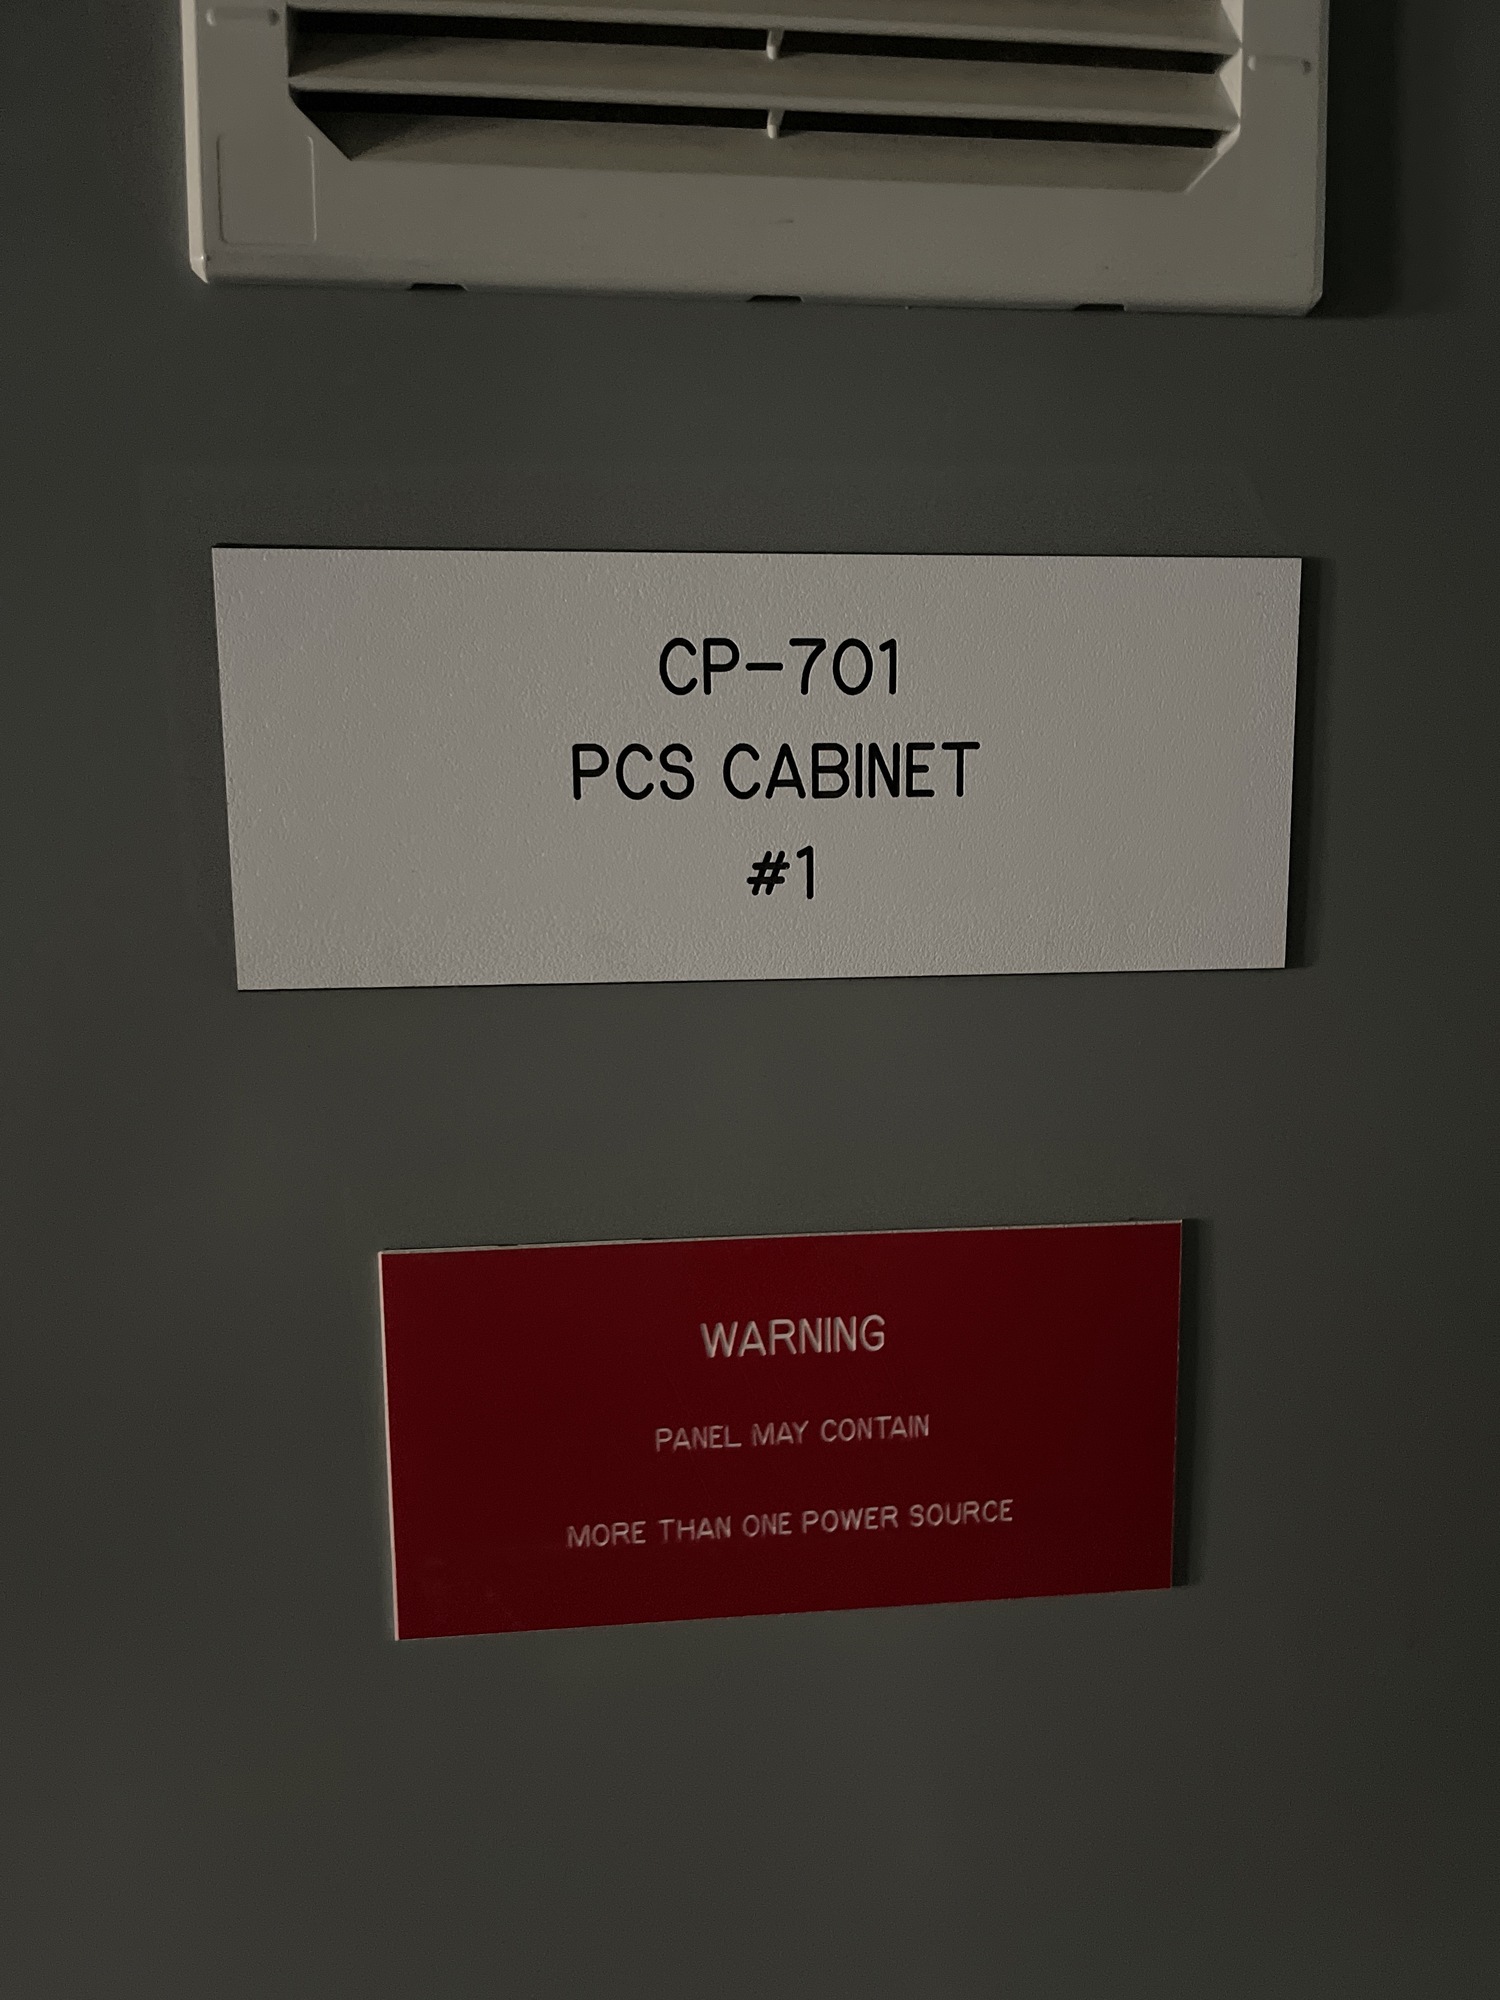 CP-701
PCS CABINET
#1
WARNING
PANEL MAY CONTAIN
MORE THAN ONE POWER SOURCE